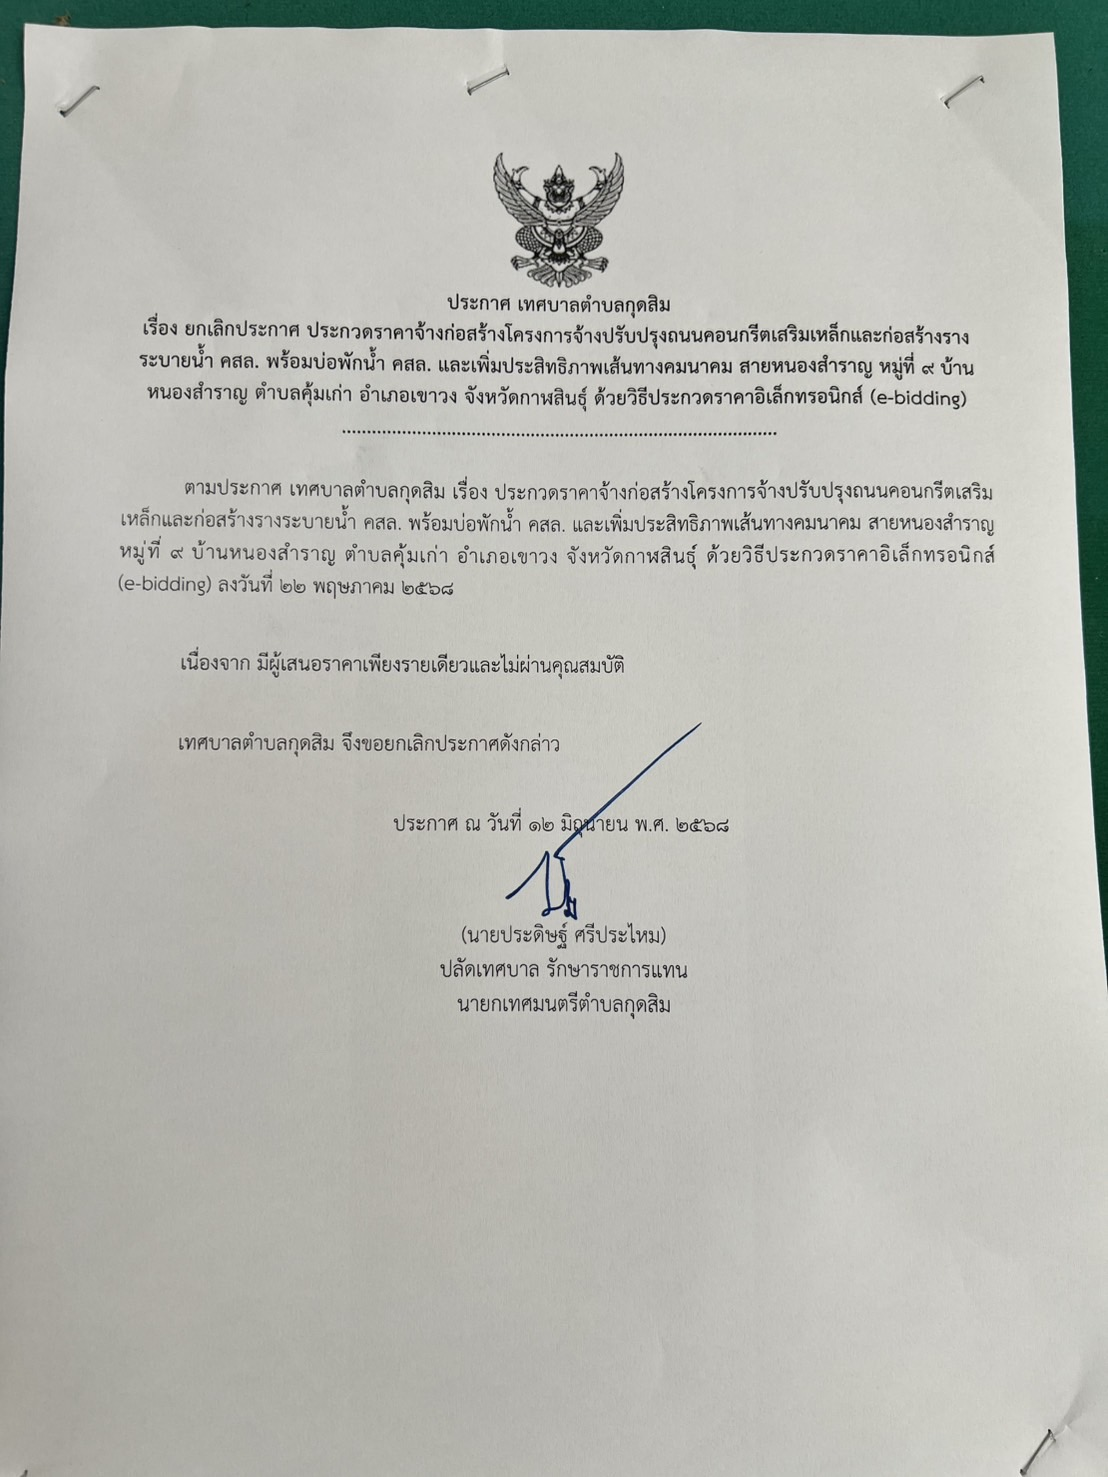 ประกาศ เทศบาลตำบลกุดสิม
เรื่อง ยกเลิกประกาศ ประกวดราคาจ้างก่อสร้างโครงการจ้างปรับปรุงถนนคอนกรีตเสริมเหล็กและก่อสร้างราง
ระบายน้ำ คสล. พร้อมบ่อพักน้ำ คสล. และเพิ่มประสิทธิภาพเส้นทางคมนาคม สายหนองสำราญ หมู่ที่ ๙ บ้าน
หนองสำราญ ตำบลคุ้มเก่า อำเภอเขาวง จังหวัดกาฬสินธุ์ ด้วยวิธีประกวดราคาอิเล็กทรอนิกส์ (e-bidding)
ตามประกาศ เทศบาลตำบลกุดสิม เรื่อง ประกวดราคาจ้างก่อสร้างโครงการจ้างปรับปรุงถนนคอนกรีตเสริม
เหล็กและก่อสร้างรางระบายน้ำ คสล. พร้อมบ่อพักน้ำ คสล. และเพิ่มประสิทธิภาพเส้นทางคมนาคม สายหนองสำราญ
หมู่ที่ ๙ บ้านหนองสำราญ ตำบลคุ้มเก่า อำเภอเขาวง จังหวัดกาฬสินธุ์ ด้วยวิธีประกวดราคาอิเล็กทรอนิกส์
(e-bidding) ลงวันที่ ๒๒ พฤษภาคม ๒๕๖๘
เนื่องจาก มีผู้เสนอราคาเพียงรายเดียวและไม่ผ่านคุณสมบัติ
เทศบาลตำบลกุดสิม จึงขอยกเลิกประกาศดังกล่าว
ประกาศ ณ วันที่ ๑๒ มิถุนายน พ.ศ. ๒๕๖๘
(นายประดิษฐ์ ศรีประไหม)
ปลัดเทศบาล รักษาราชการแทน
นายกเทศมนตรีตำบลกุดสิม